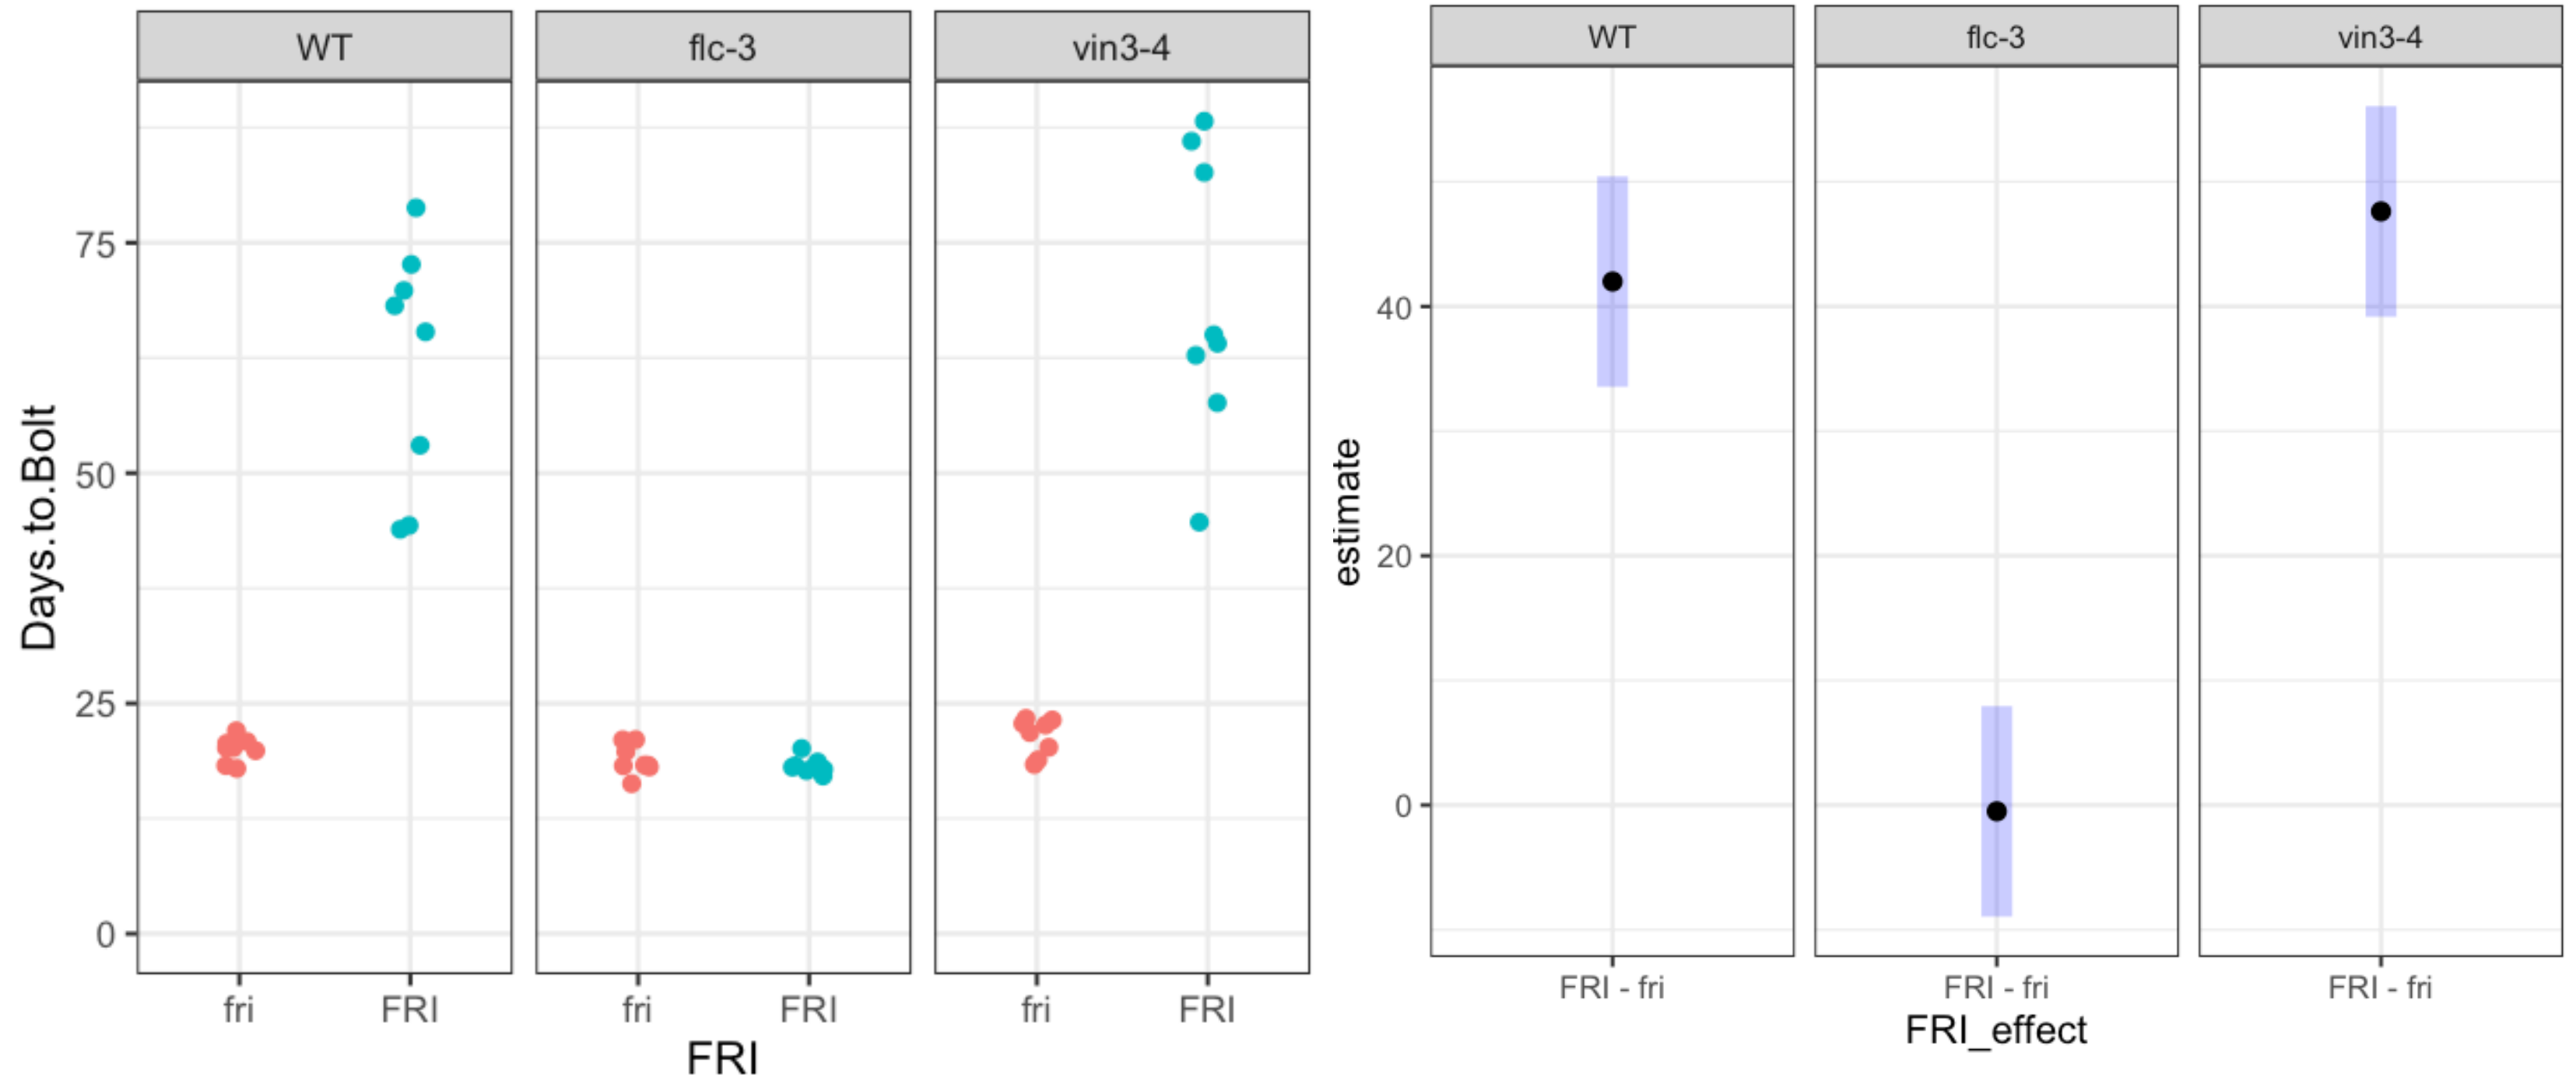 WT flc-3 vin3-4
Days.to.Bolt
75
50
25
0
fri FRI fri FRI fri FRI
FRI
WT flc-3 vin3-4
estimate
40
20
0
FRI - fri FRI - fri FRI - fri
FRI_effect